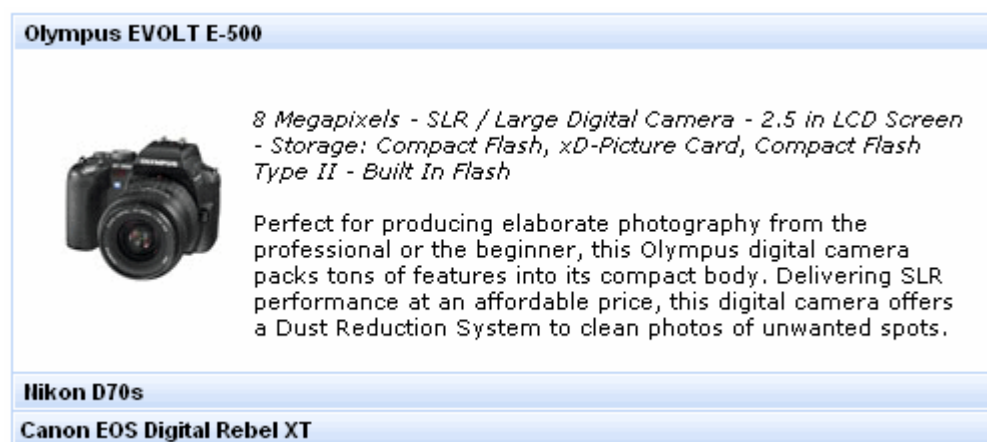 Olympus EVOLT E-500
OLYMPUS
8 Megapixels - SLR / Large Digital Camera - 2.5 in LCD Screen
- Storage: Compact Flash, xD-Picture Card, Compact Flash
Type II - Built In Flash
Perfect for producing elaborate photography from the
professional or the beginner, this Olympus digital camera
packs tons of features into its compact body. Delivering SLR
performance at an affordable price, this digital camera offers
a Dust Reduction System to clean photos of unwanted spots.
Nikon D70s
Canon EOS Digital Rebel XT